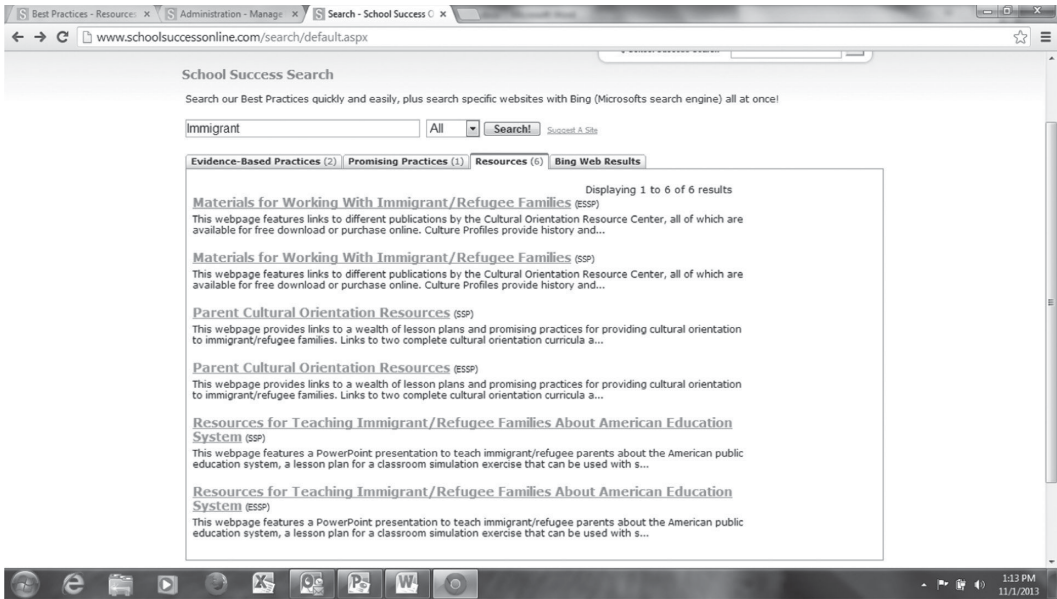 Best Practices - Resources
Administration - Manage
Search - School Success O
www.schoolsuccessonline.com/search/default.aspx
School Success Search
Search our Best Practices quickly and easily, plus search specific websites with Bing (Microsofts search engine) all at once!
Immigrant All Search! Suggest A Site
Evidence-Based Practices (2) Promising Practices (1) Resources (6) Bing Web Results
Displaying 1 to 6 of 6 results
Materials for Working With Immigrant/Refugee Families (ESSP)
This webpage features links to different publications by the Cultural Orientation Resource Center, all of which are
available for free download or purchase online. Culture Profiles provide history and...
Materials for Working With Immigrant/Refugee Families (SSP)
This webpage features links to different publications by the Cultural Orientation Resource Center, all of which are
available for free download or purchase online. Culture Profiles provide history and...
Parent Cultural Orientation Resources (SSP)
This webpage provides links to a wealth of lesson plans and promising practices for providing cultural orientation
to immigrant/refugee families. Links to two complete cultural orientation curricula a...
Parent Cultural Orientation Resources (ESSP)
This webpage provides links to a wealth of lesson plans and promising practices for providing cultural orientation
to immigrant/refugee families. Links to two complete cultural orientation curricula a...
Resources for Teaching Immigrant/Refugee Families About American Education
System (SSP)
This webpage features a PowerPoint presentation to teach immigrant/refugee parents about the American public
education system, a lesson plan for a classroom simulation exercise that can be used with s...
Resources for Teaching Immigrant/Refugee Families About American Education
System (ESSP)
This webpage features a PowerPoint presentation to teach immigrant/refugee parents about the American public
education system, a lesson plan for a classroom simulation exercise that can be used with s...
1:13 PM
11/1/2013